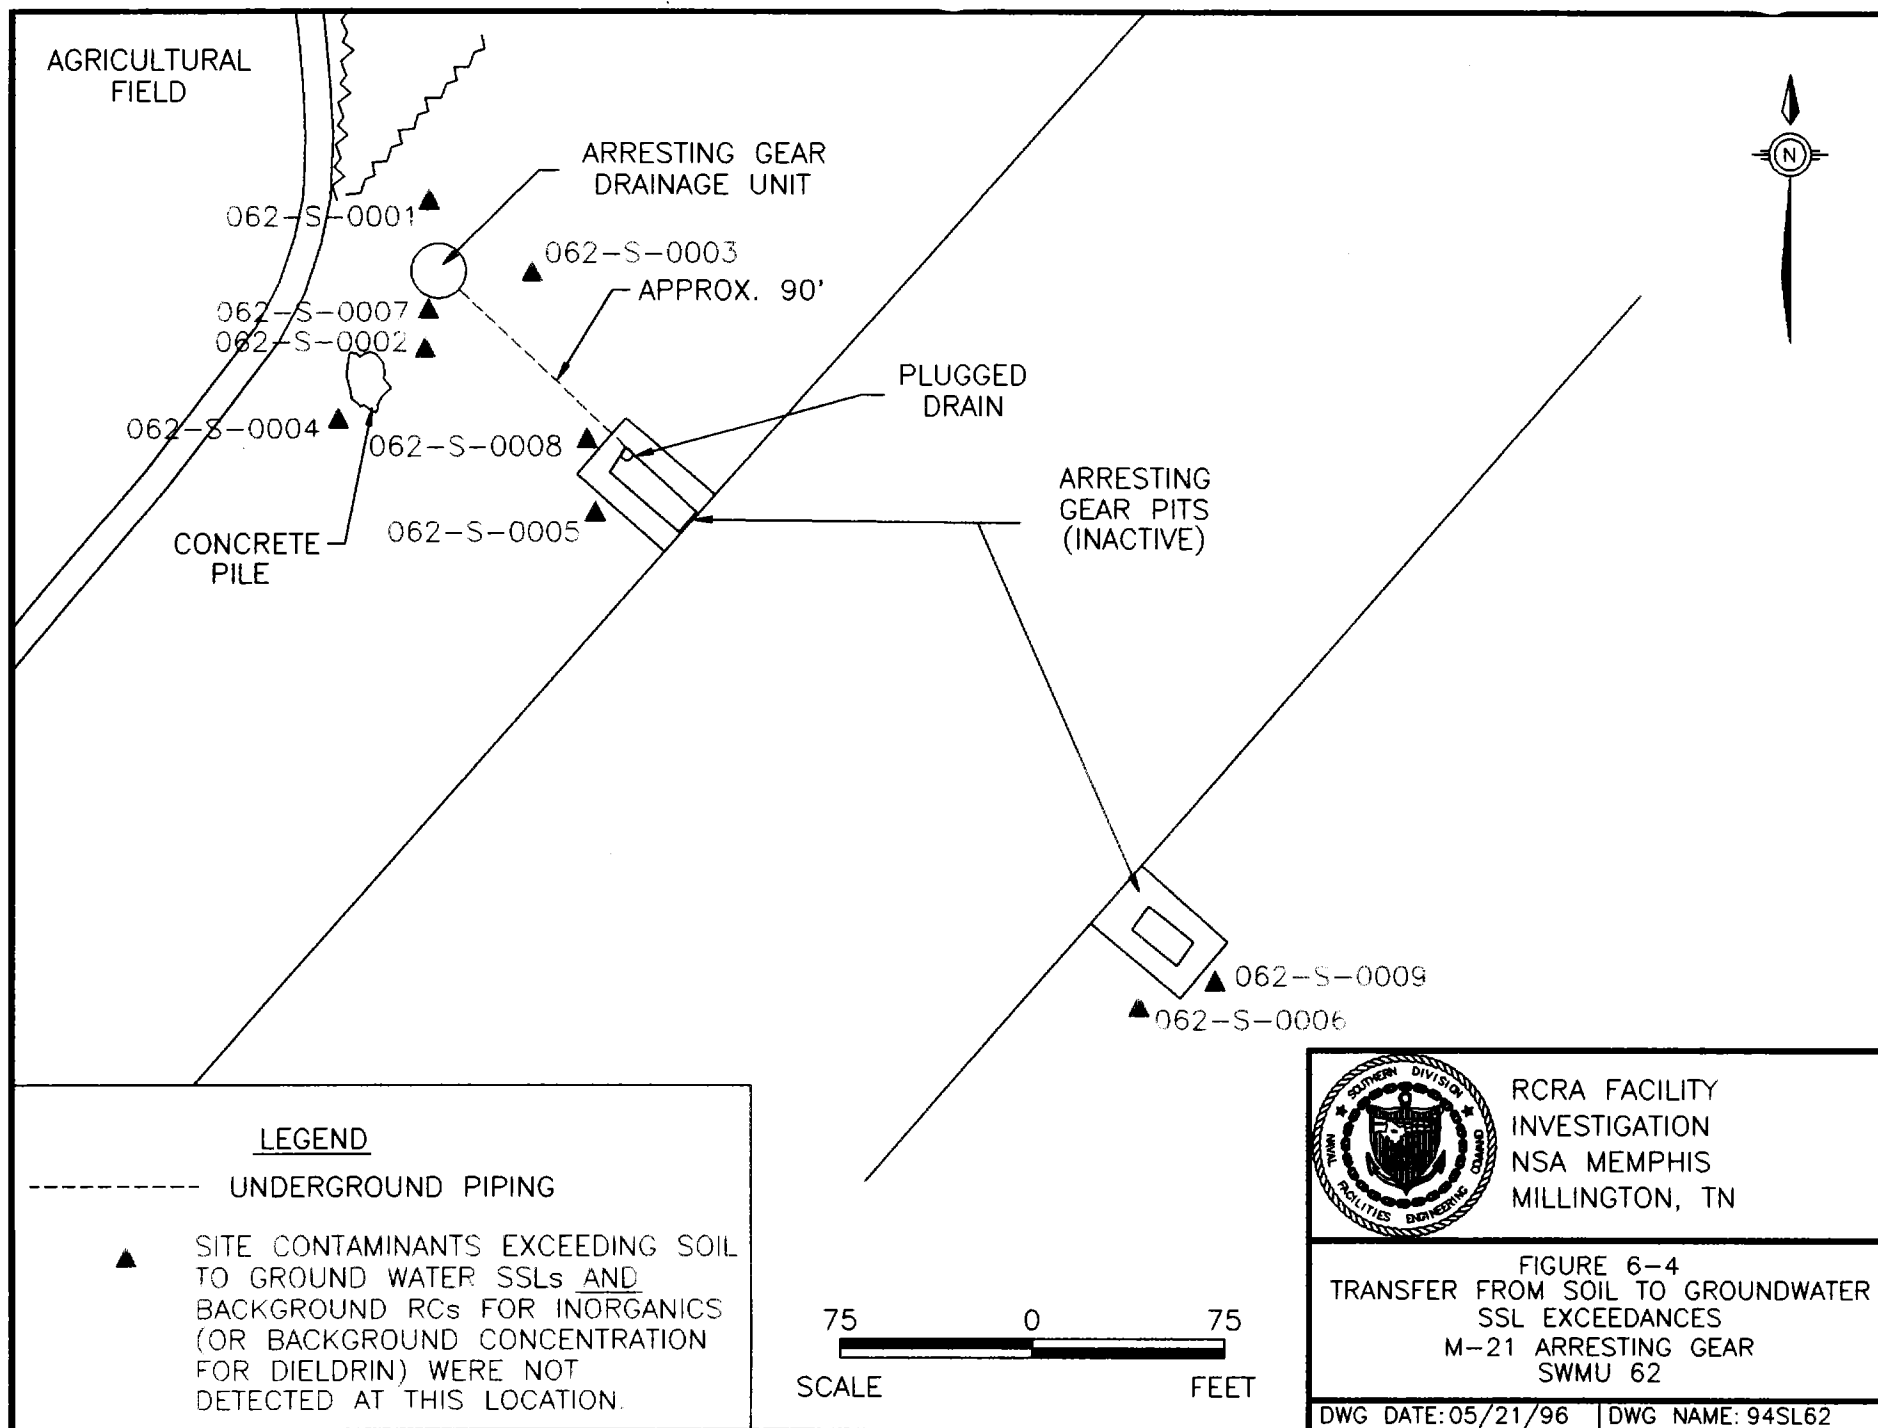 AGRICULTURAL
FIELD
ARRESTING GEAR
DRAINAGE UNIT
N
062-S-0001
062-S-0003
APPROX. 90'
062-S-0007
062-S-0002
PLUGGED
DRAIN
062-S-0004
062-S-0008
ARRESTING
GEAR PITS
(INACTIVE)
062-S-0005
CONCRETE
PILE
062-S-0009
062-S-0006
LEGEND
UNDERGROUND PIPING
SITE CONTAMINANTS EXCEEDING SOIL
TO GROUND WATER SSLs AND
BACKGROUND RCs FOR INORGANICS
(OR BACKGROUND CONCENTRATION
FOR DIELDRIN) WERE NOT
DETECTED AT THIS LOCATION.
75 0 75
SCALE FEET
SOUTHERN DIVISION
NAVAL FACILITIES ENGINEERING COMMAND
RCRA FACILITY
INVESTIGATION
NSA MEMPHIS
MILLINGTON, TN
FIGURE 6-4
TRANSFER FROM SOIL TO GROUNDWATER
SSL EXCEEDANCES
M-21 ARRESTING GEAR
SWMU 62
DWG DATE: 05/21/96 DWG NAME: 94SL62